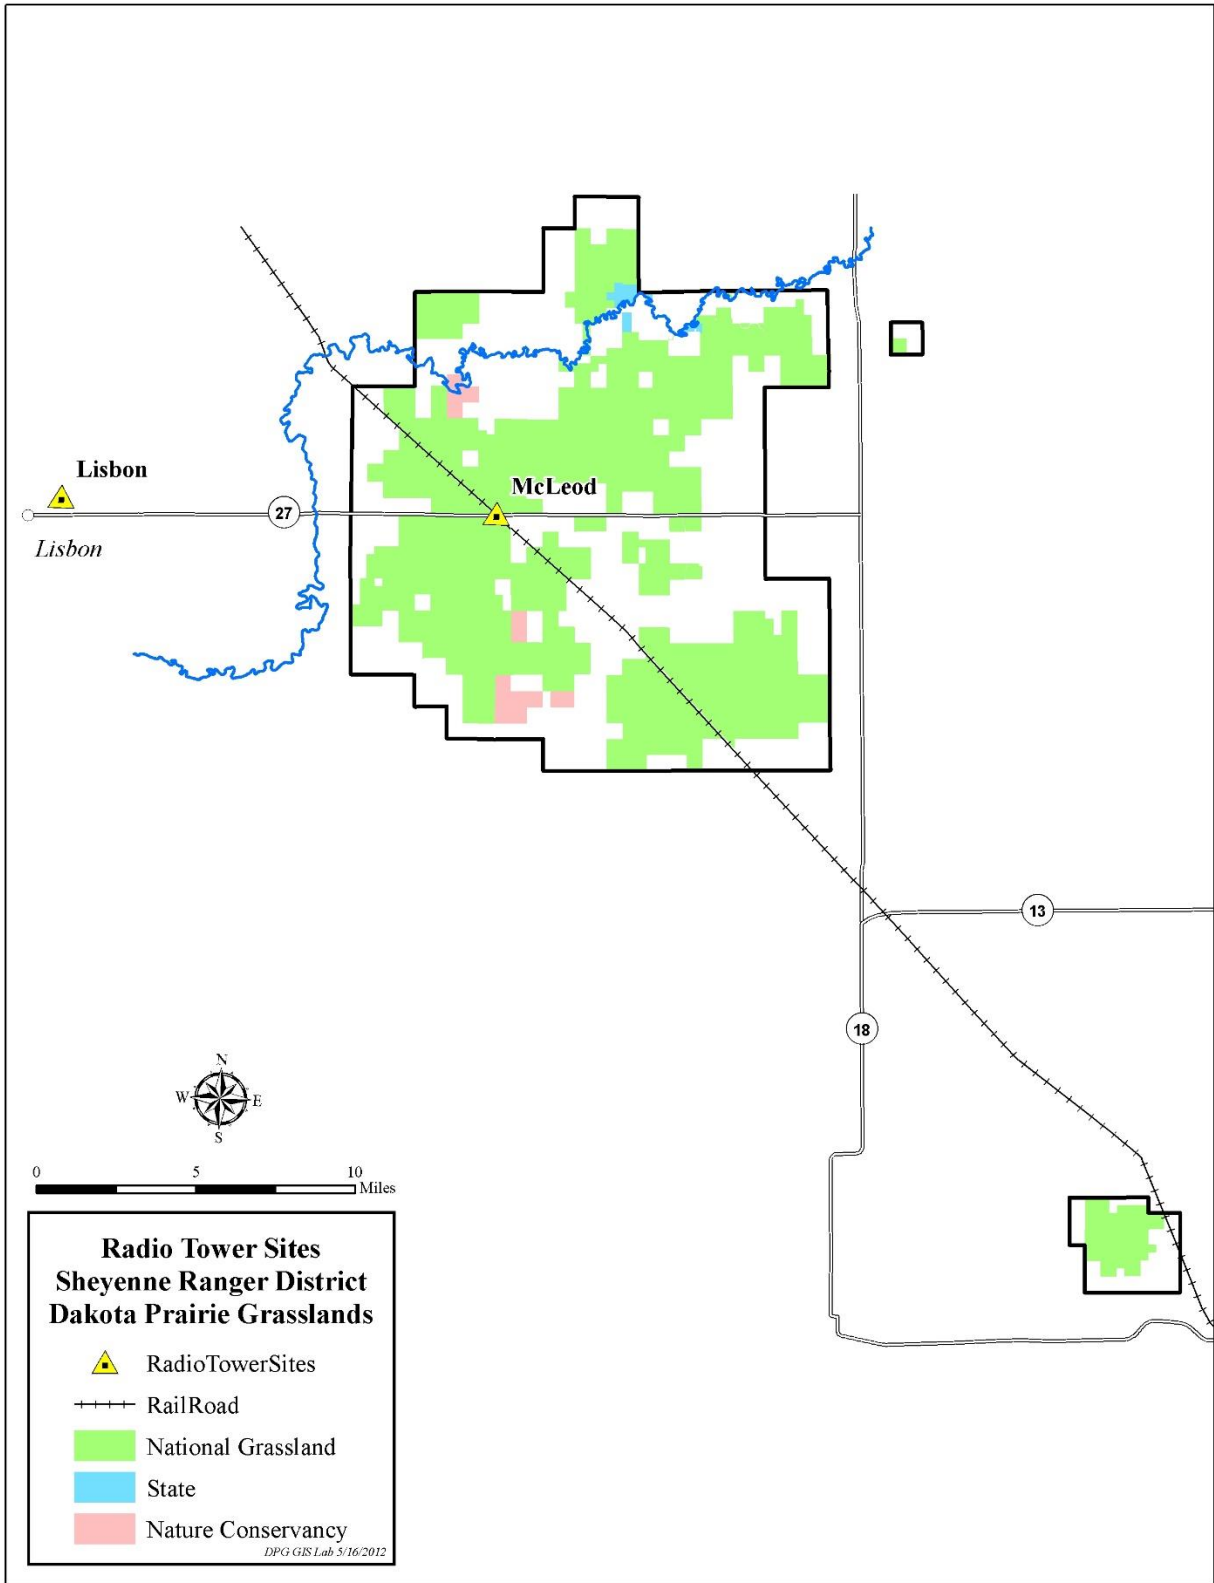 Lisbon
McLeod
27
Lisbon
13
18
N
W E
S
0 5 10
Miles
Radio Tower Sites
Sheyenne Ranger District
Dakota Prairie Grasslands
RadioTowerSites
RailRoad
National Grassland
State
Nature Conservancy
DPG GIS Lab 5/16/2012